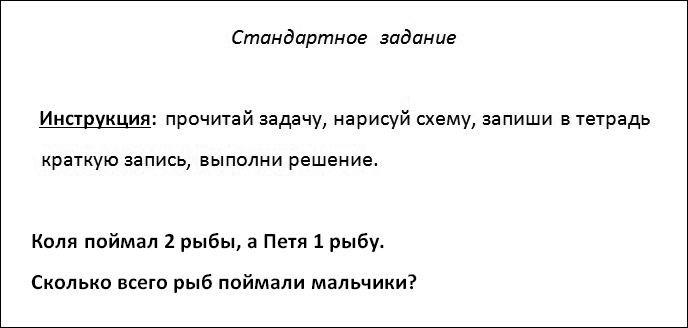 Стандартное задание
Инструкция: прочитай задачу, нарисуй схему, запиши в тетрадь
краткую запись, выполни решение.
Коля поймал 2 рыбы, а Петя 1 рыбу.
Сколько всего рыб поймали мальчики?